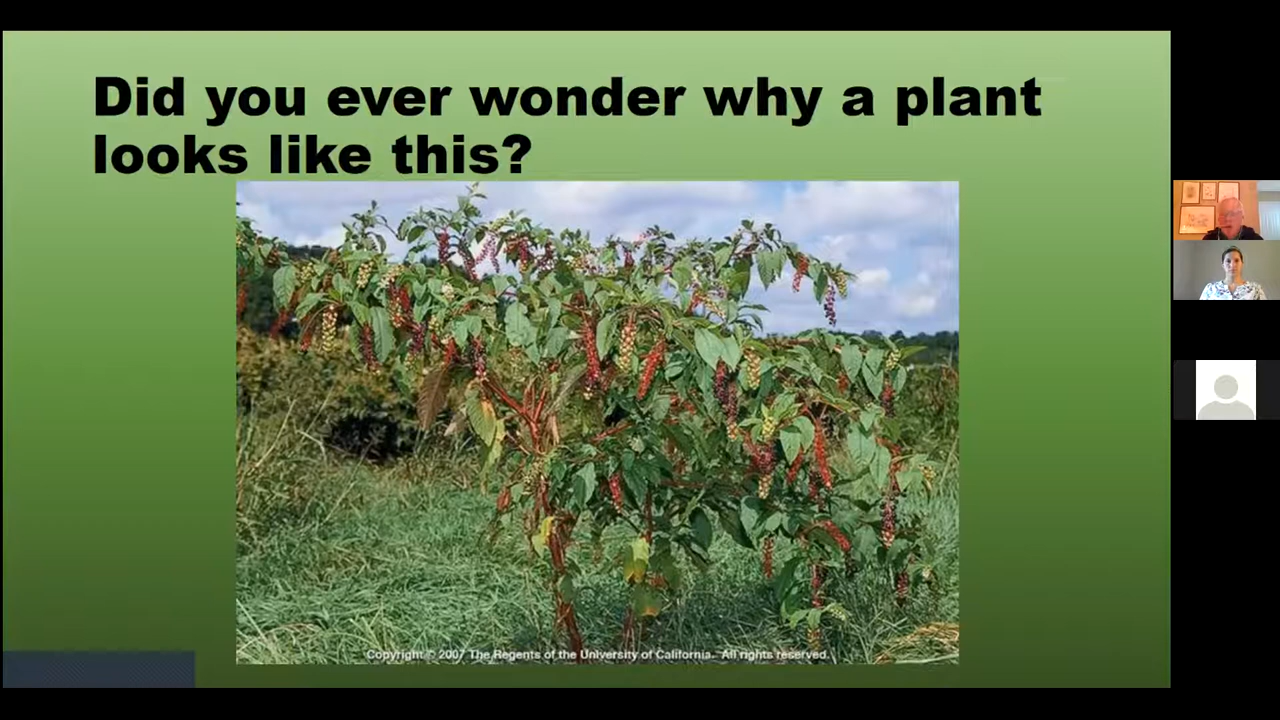 Did you ever wonder why a plant
looks like this?
Copyright © 2007 The Regents of the University of California. All rights reserved.